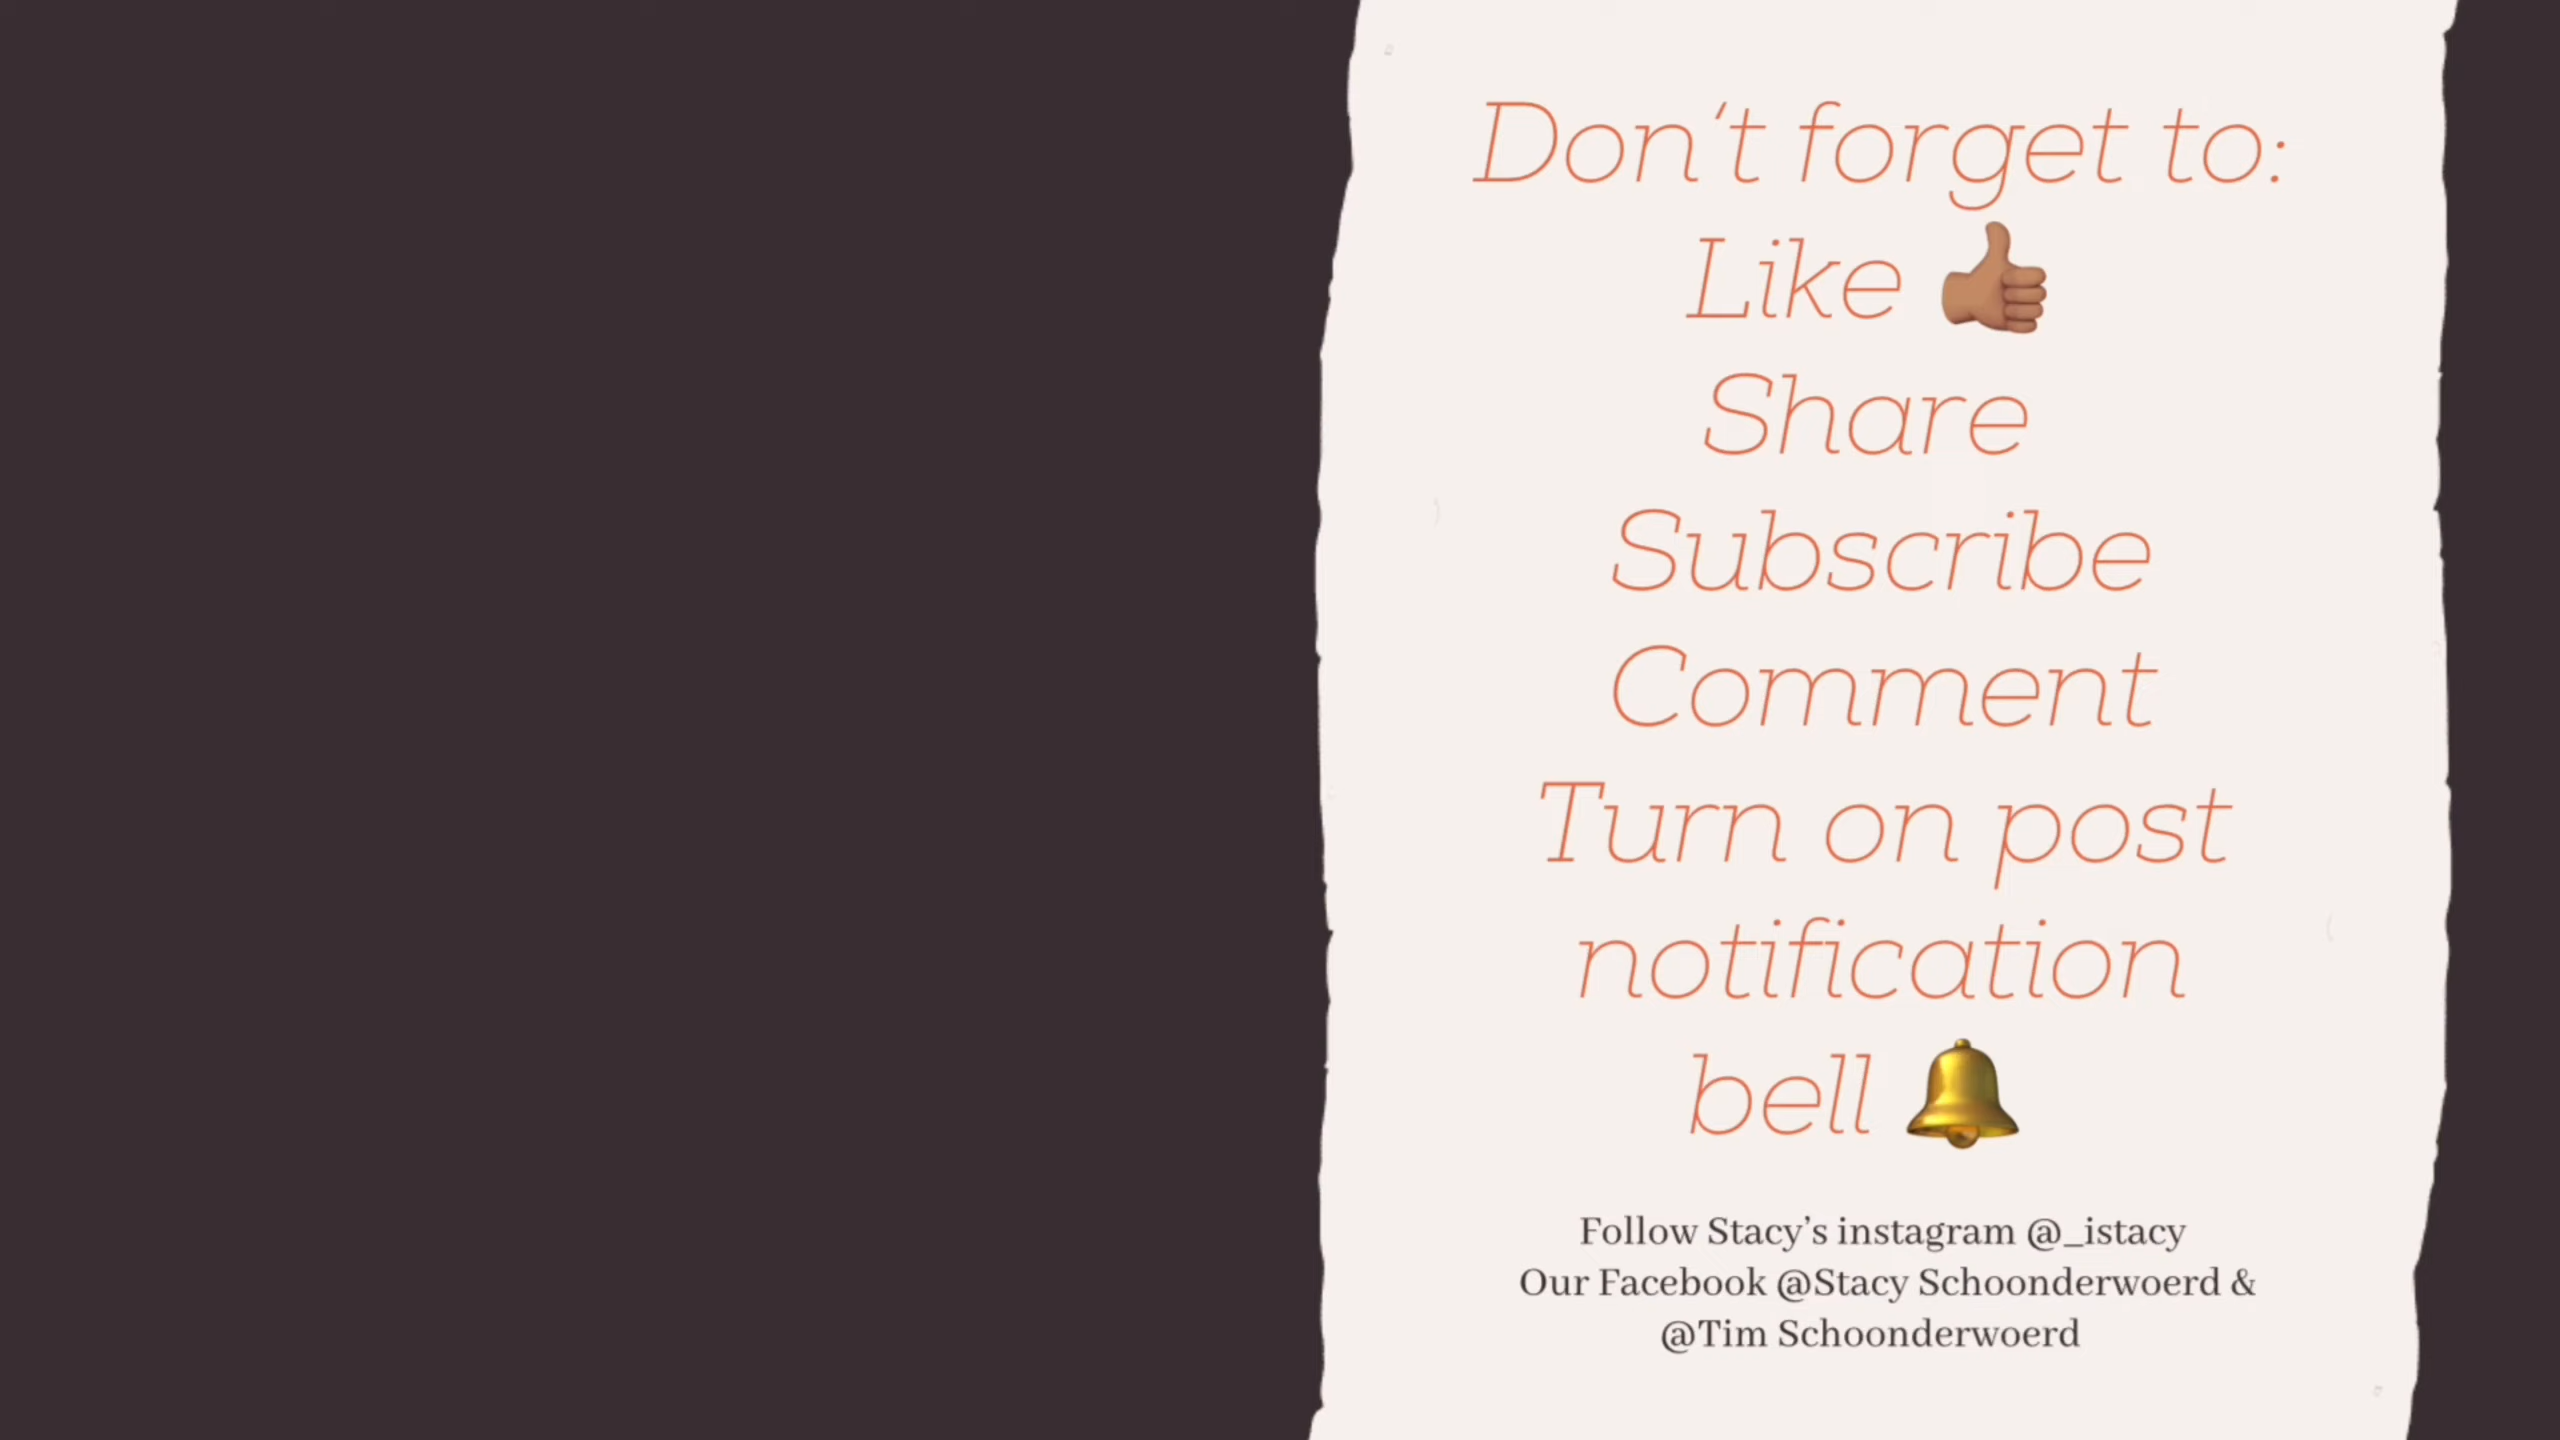 Don't forget to:
Like 👍🏽
Share
Subscribe
Comment
Turn on post
notification
bell 🔔
Follow Stacy's instagram @_istacy
Our Facebook @Stacy Schoonderwoerd &
@Tim Schoonderwoerd